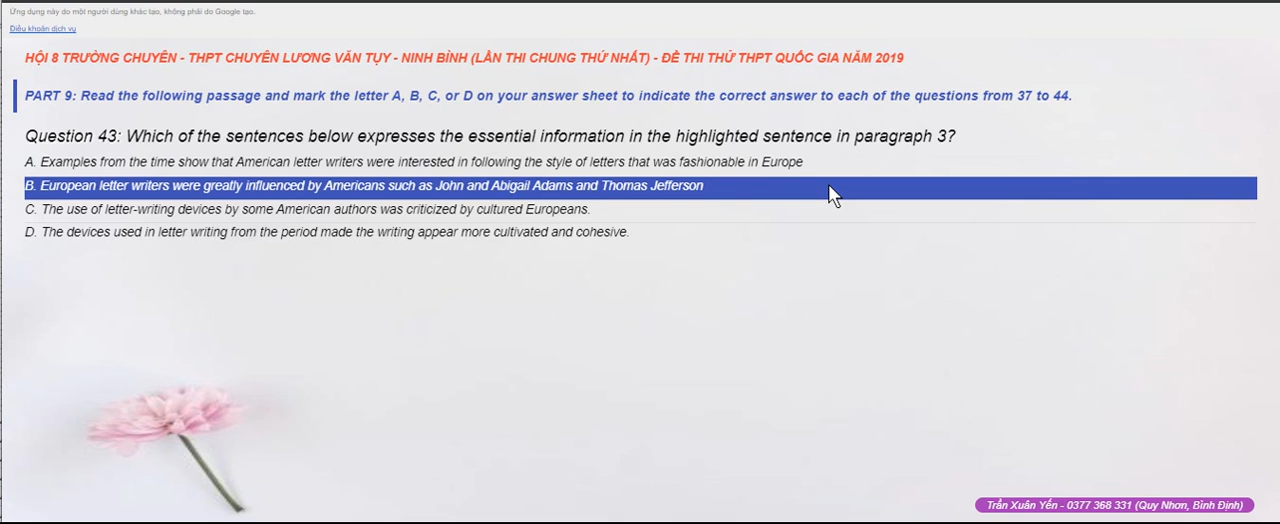 Ứng dụng này do một người dùng khác tạo, không phải do Google tạo.
Điều khoản dịch vụ
HỘI 8 TRƯỜNG CHUYÊN - THPT CHUYÊN LƯƠNG VĂN TỤY - NINH BÌNH (LẦN THI CHUNG THỨ NHẤT) - ĐỀ THI THỬ THPT QUỐC GIA NĂM 2019
PART 9: Read the following passage and mark the letter A, B, C, or D on your answer sheet to indicate the correct answer to each of the questions from 37 to 44.
Question 43: Which of the sentences below expresses the essential information in the highlighted sentence in paragraph 3?
A. Examples from the time show that American letter writers were interested in following the style of letters that was fashionable in Europe
B. European letter writers were greatly influenced by Americans such as John and Abigail Adams and Thomas Jefferson
C. The use of letter-writing devices by some American authors was criticized by cultured Europeans.
D. The devices used in letter writing from the period made the writing appear more cultivated and cohesive.
Trần Xuân Yến - 0377 368 331 (Quy Nhơn, Bình Định)